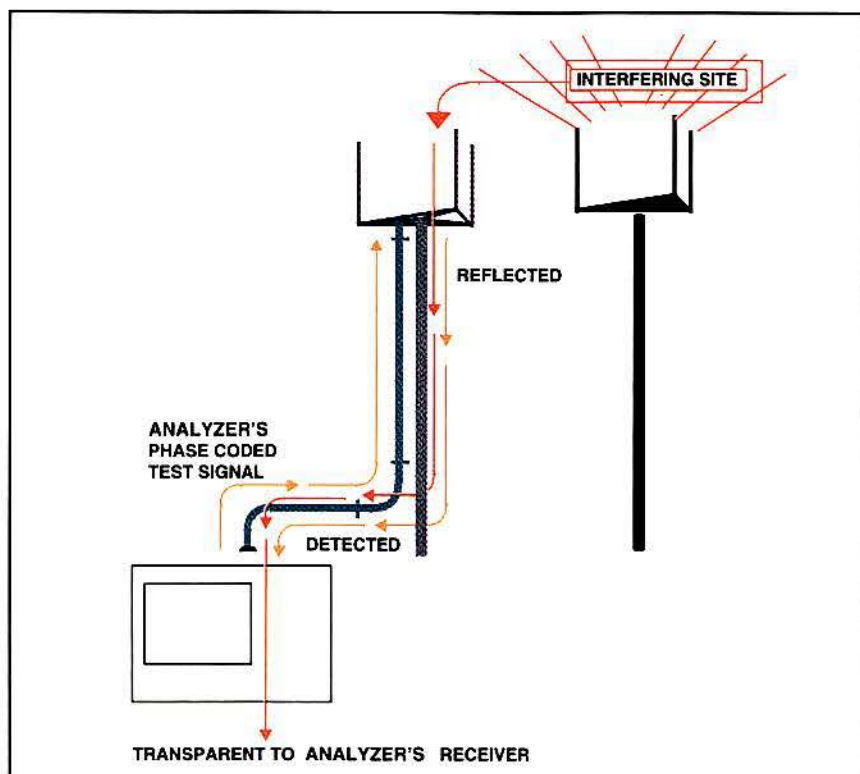 INTERFERING SITE
REFLECTED
ANALYZER'S
PHASE CODED
TEST SIGNAL
DETECTED
TRANSPARENT TO ANALYZER'S RECEIVER